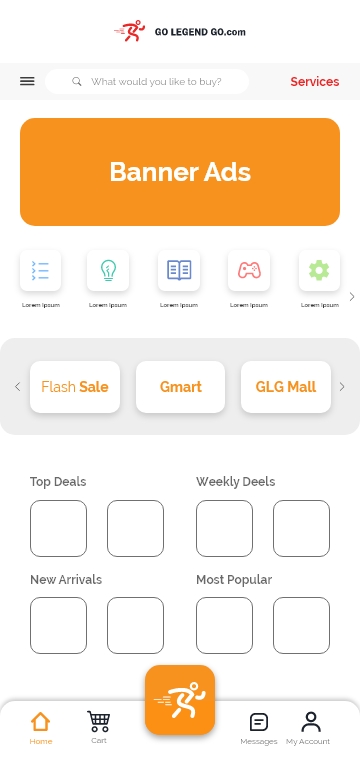 GO LEGEND GO.com
What would you like to buy?
Services
Banner Ads
Lorem Ipsum
Lorem Ipsum
Lorem Ipsum
Lorem Ipsum
Lorem Ipsum
Flash Sale
Gmart
GLG Mall
Top Deals
Weekly Deels
New Arrivals
Most Popular
Home
Cart
Messages
My Account